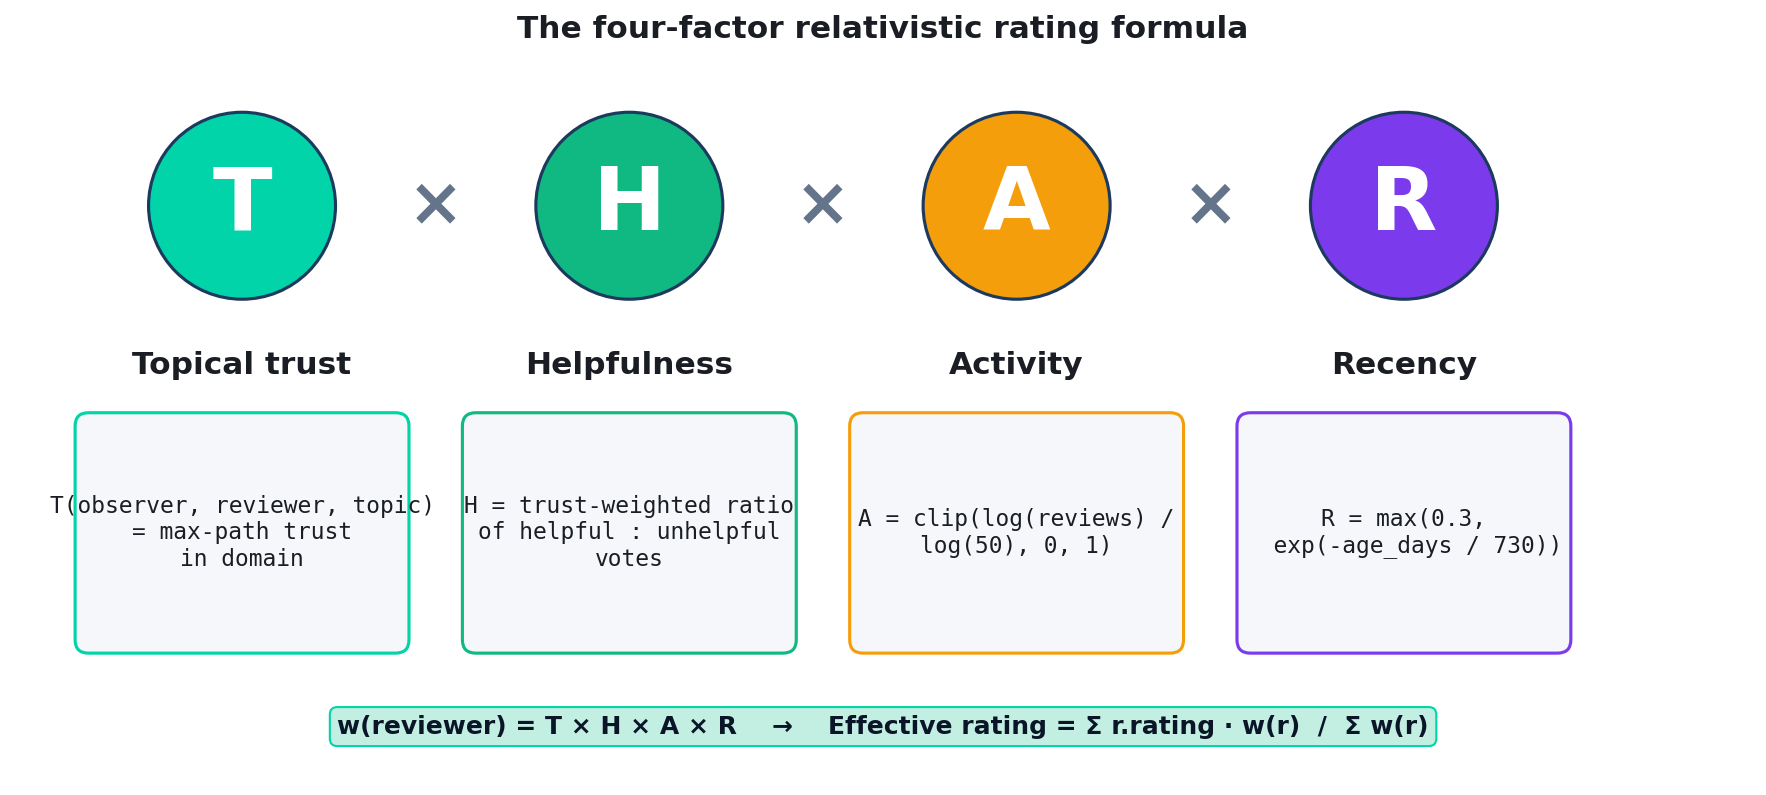 The four-factor relativistic rating formula
T × H × A × R
Topical trust
Helpfulness
Activity
Recency
T(observer, reviewer, topic)
= max-path trust
in domain
H = trust-weighted ratio
of helpful : unhelpful
votes
A = clip(log(reviews) /
log(50), 0, 1)
R = max(0.3,
exp(-age_days / 730))
w(reviewer) = T × H × A × R → Effective rating = Σ r.rating · w(r) / Σ w(r)